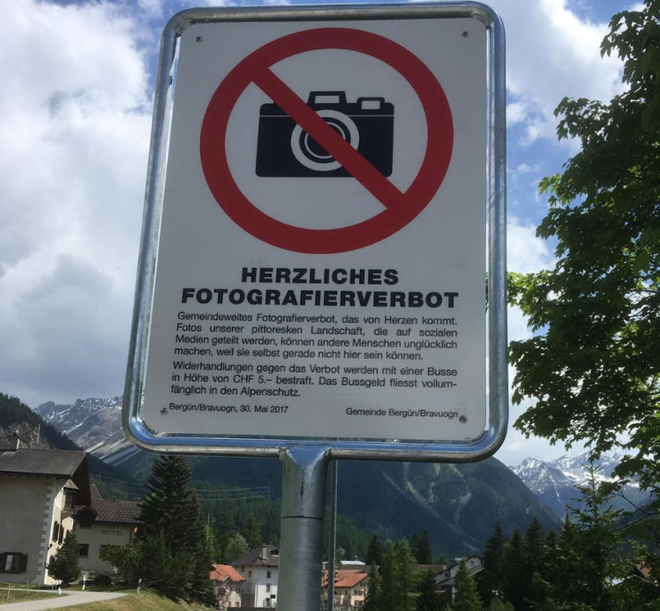 HERZLICHES
FOTOGRAFIERVERBOT
Gemeindeweites Fotografierverbot, das von Herzen kommt.
Fotos unserer pittoresken Landschaft, die auf sozialen
Medien geteilt werden, können andere Menschen unglücklich
machen, weil sie selbst gerade nicht hier sein können.
Widerhandlungen gegen das Verbot werden mit einer Busse
in Höhe von CHF 5.– bestraft. Das Bussgeld fliesst vollum-
fänglich in den Alpenschutz.
Bergün/Bravuogn, 30. Mai 2017 Gemeinde Bergün/Bravuogn
HOTEL